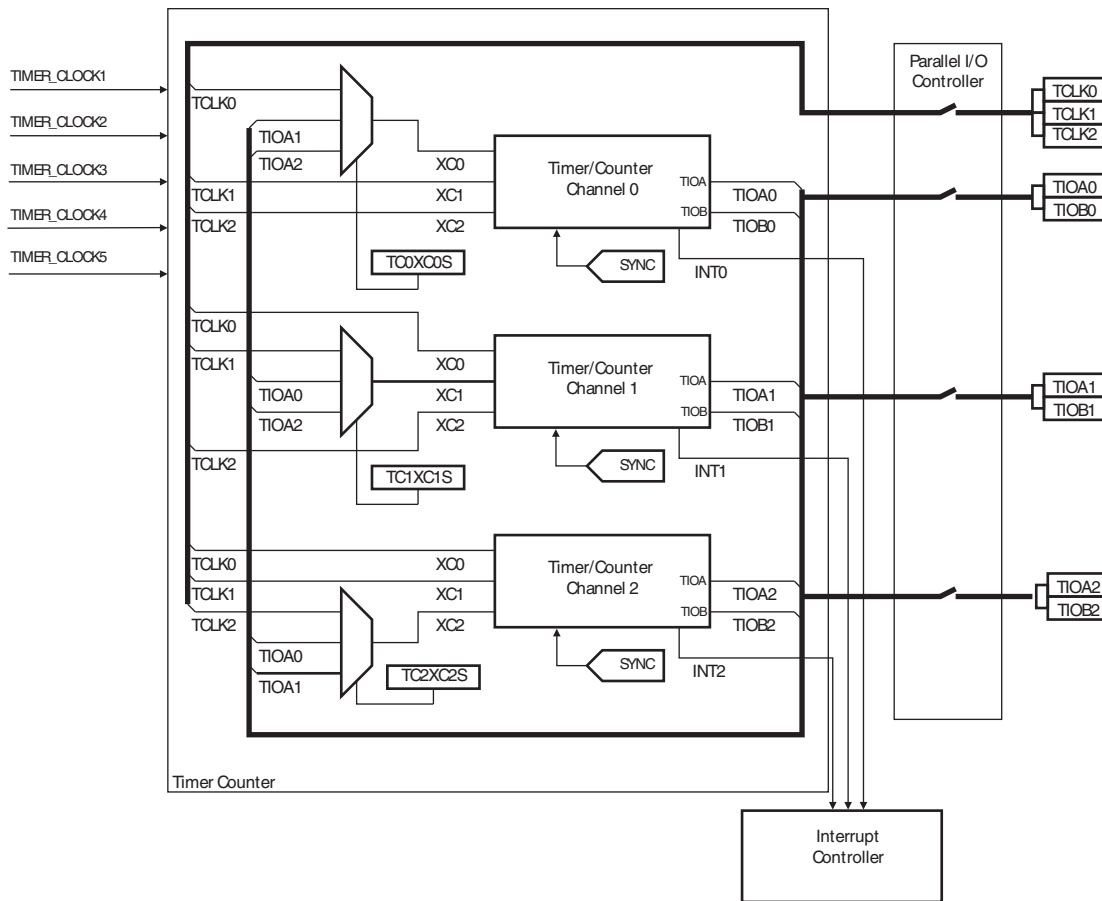 Parallel I/O
Controller
TIMER_CLOCK1
TCLK0
TCLK0
TCLK1
TCLK2
TIMER_CLOCK2
TIOA1
TIOA2
Timer/Counter
Channel 0
XC0
XC1
XC2
TIOA
TIOB
TIOA0
TIOB0
TIOA0
TIOB0
TIMER_CLOCK3
TCLK1
TIMER_CLOCK4
TCLK2
TIMER_CLOCK5
TC0XC0S
SYNC
INT0
TCLK0
TCLK1
TIOA0
TIOA2
TCLK2
XC0
XC1
XC2
Timer/Counter
Channel 1
TIOA
TIOB
TIOA1
TIOB1
TIOA1
TIOB1
TC1XC1S
SYNC
INT1
TCLK0
TCLK1
TCLK2
TIOA0
TIOA1
XC0
XC1
XC2
Timer/Counter
Channel 2
TIOA
TIOB
TIOA2
TIOB2
TIOA2
TIOB2
TC2XC2S
SYNC
INT2
Timer Counter
Interrupt
Controller